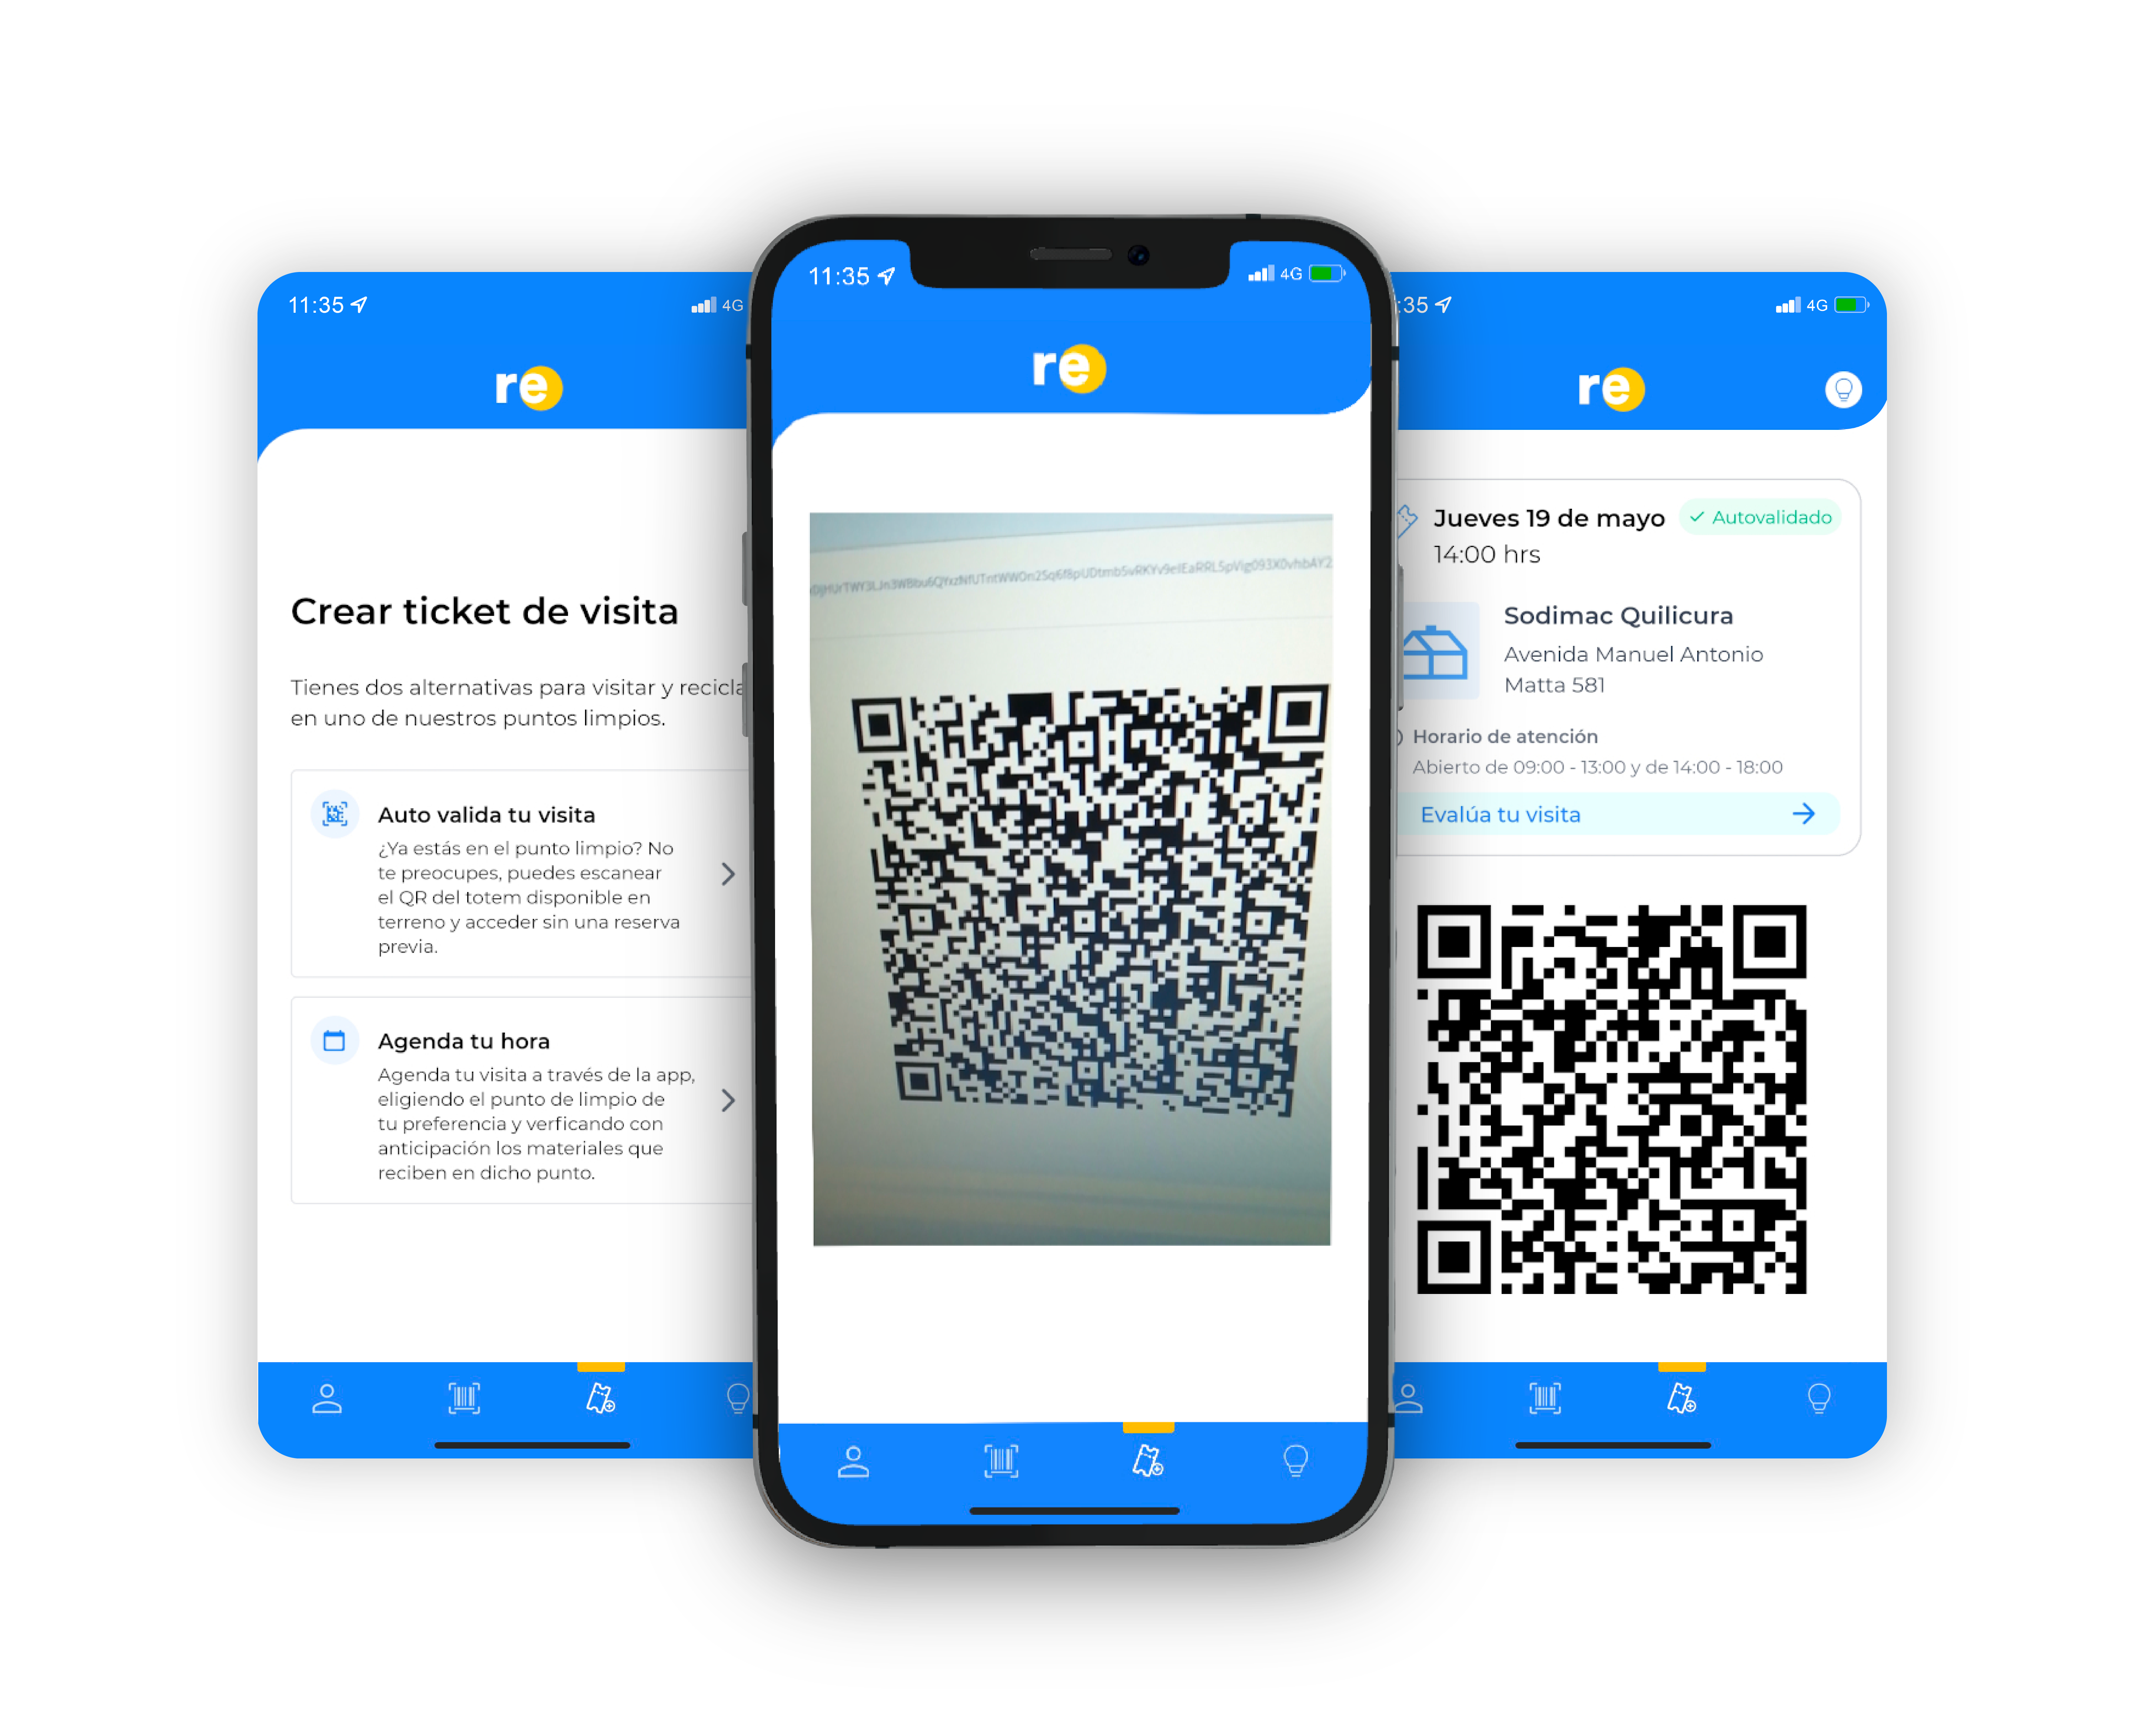 11:35
4G
re
Crear ticket de visita
Tienes dos alternativas para visitar y recicla
en uno de nuestros puntos limpios.
Auto valida tu visita
¿Ya estás en el punto limpio? No
te preocupes, puedes escanear
el QR del totem disponible en
terreno y acceder sin una reserva
previa.
Agenda tu hora
Agenda tu visita a través de la app,
eligiendo el punto de limpio de
tu preferencia y verficando con
anticipación los materiales que
reciben en dicho punto.
11:35
4G
re
:35
4G
re
Jueves 19 de mayo
Autovalidado
14:00 hrs
Sodimac Quilicura
Avenida Manuel Antonio
Matta 581
Horario de atención
Abierto de 09:00 - 13:00 y de 14:00 - 18:00
Evalúa tu visita